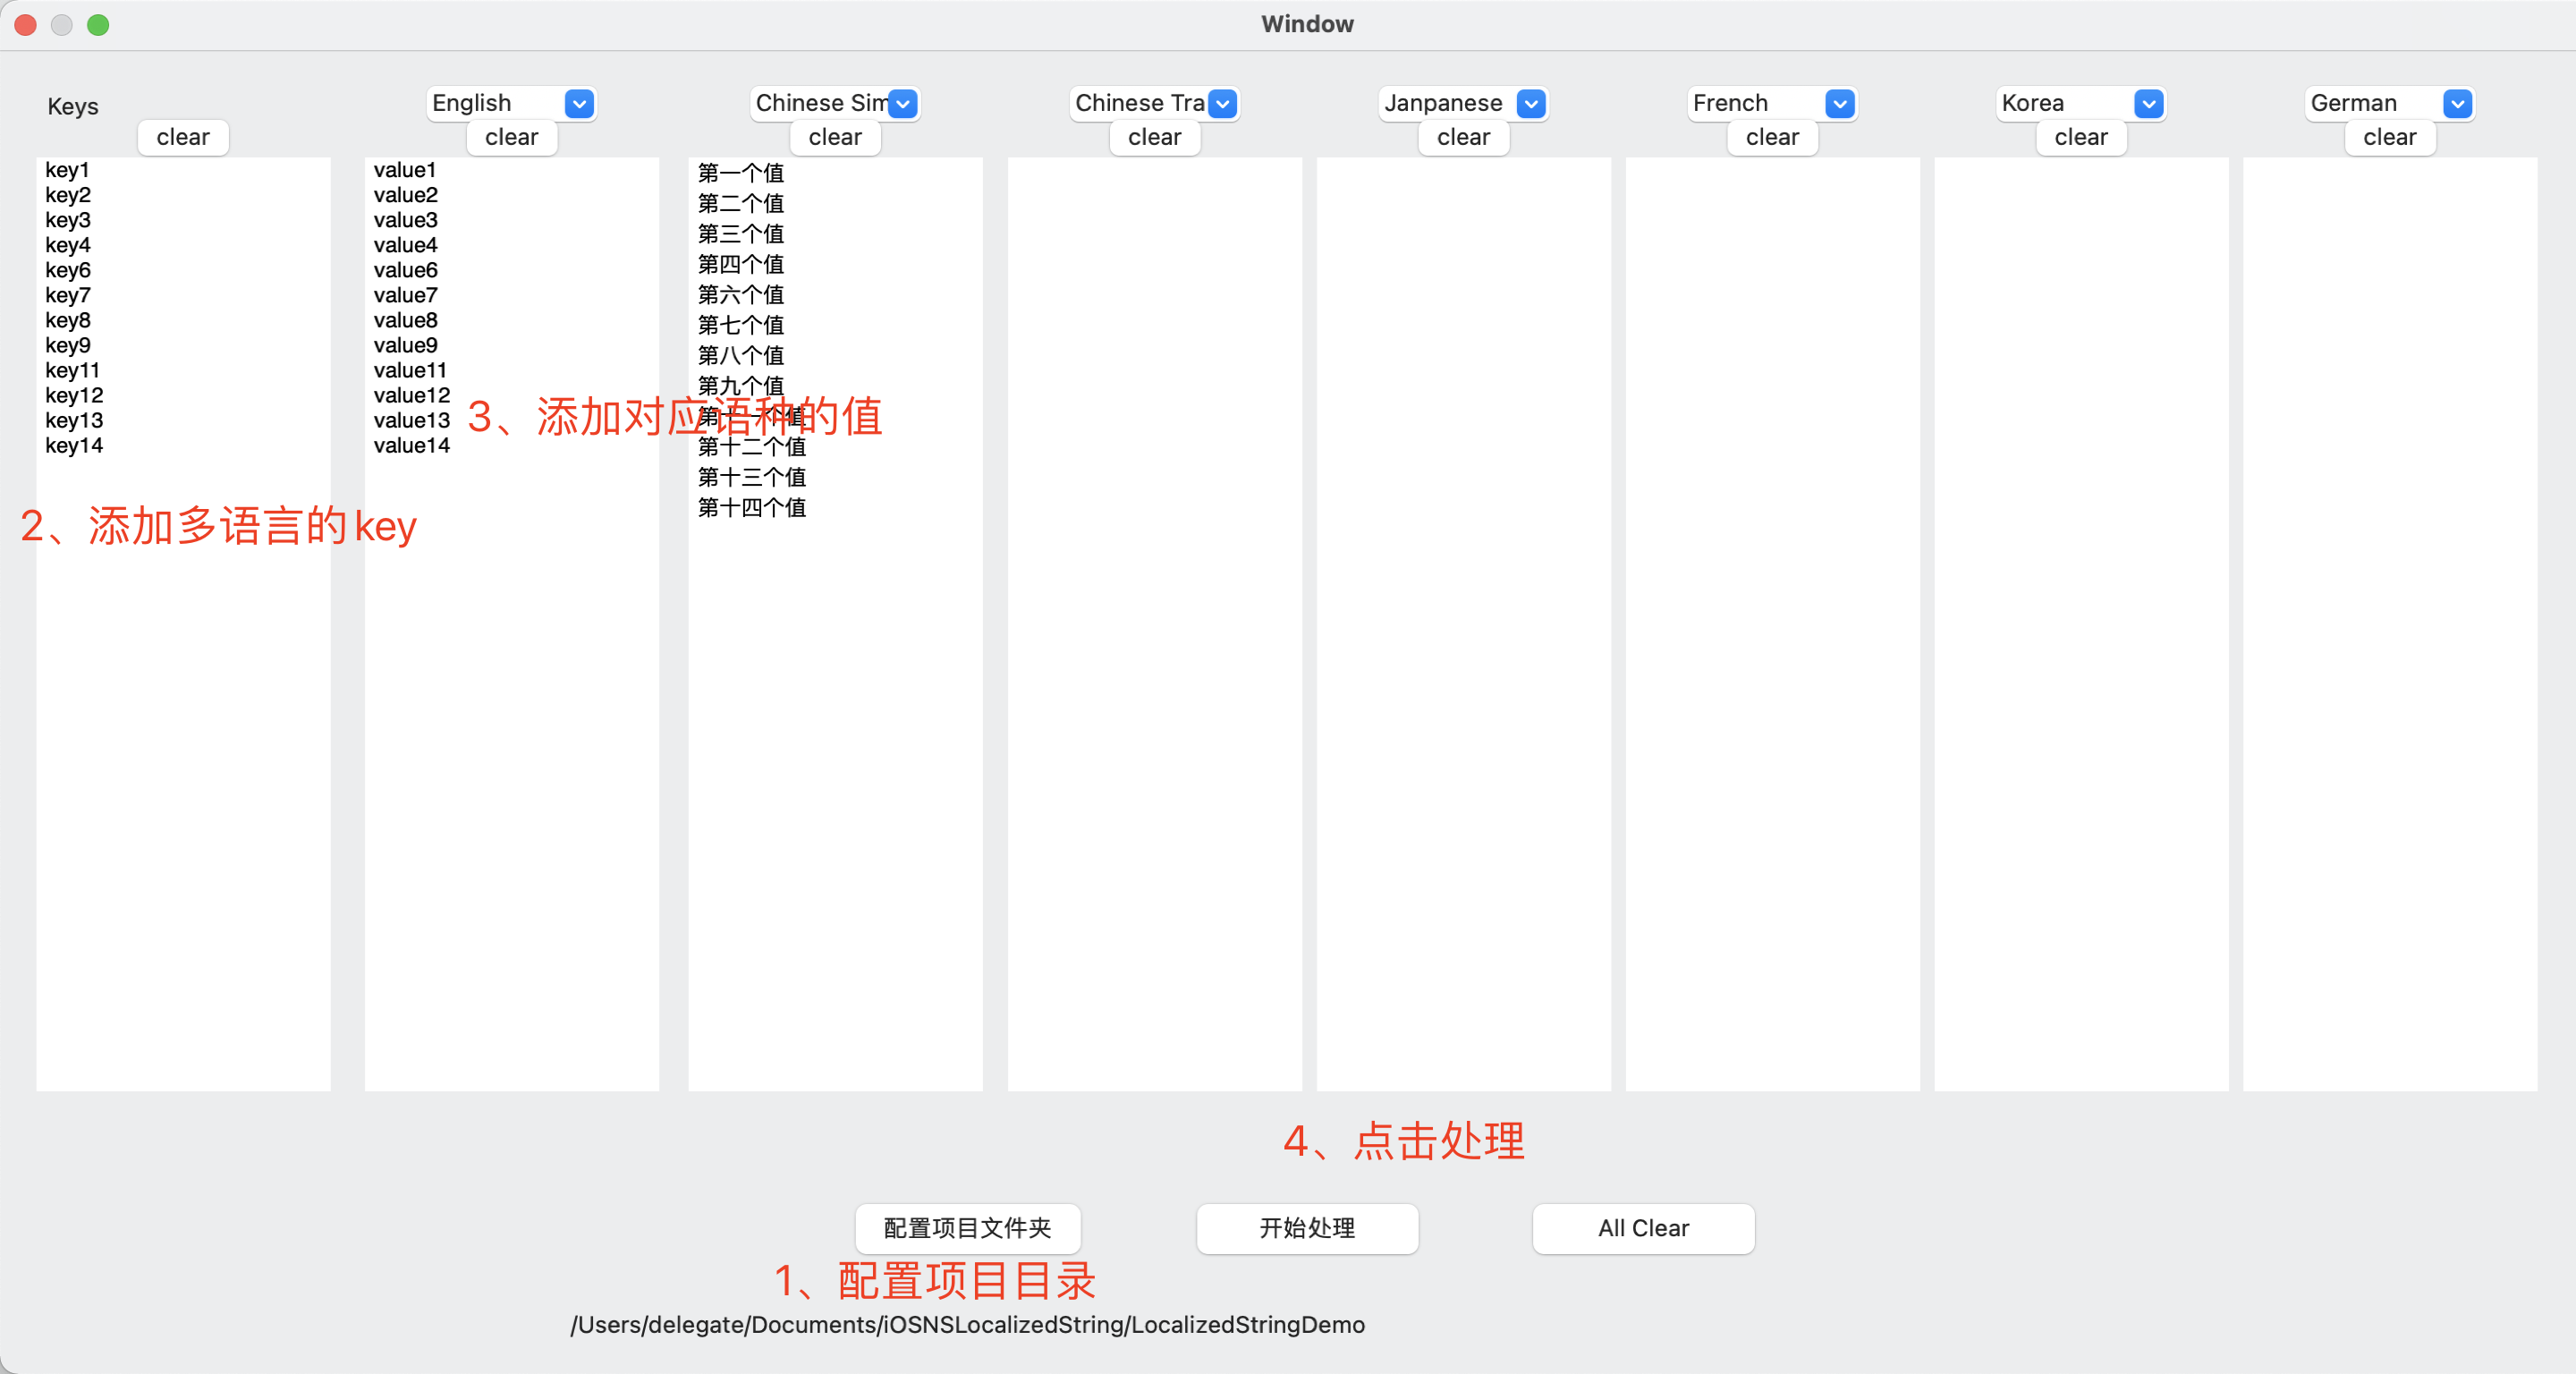 Window
Keys
clear
English
clear
Chinese Sim
clear
Chinese Tra
clear
Janpanese
clear
French
clear
Korea
clear
German
clear
key1
key2
key3
key4
key6
key7
key8
key9
key11
key12
key13
key14
2、添加多语言的key
value1
value2
value3
value4
value6
value7
value8
value9
value11
value12
value13
value14
3、添加对应语种的值
第一个值
第二个值
第三个值
第四个值
第六个值
第七个值
第八个值
第九个值
第十一个值
第十二个值
第十三个值
第十四个值
4、点击处理
配置项目文件夹
开始处理
All Clear
1、配置项目目录
/Users/delegate/Documents/iOSNSLocalizedString/LocalizedStringDemo